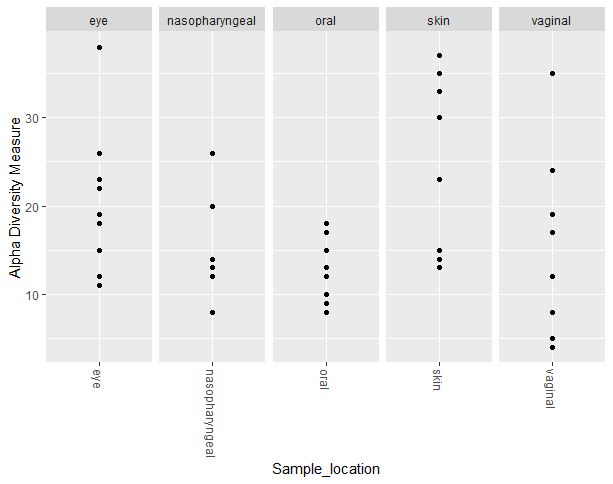 eye nasopharyngeal oral skin vaginal
Alpha Diversity Measure
30
20
10
eye nasopharyngeal oral skin vaginal
Sample_location